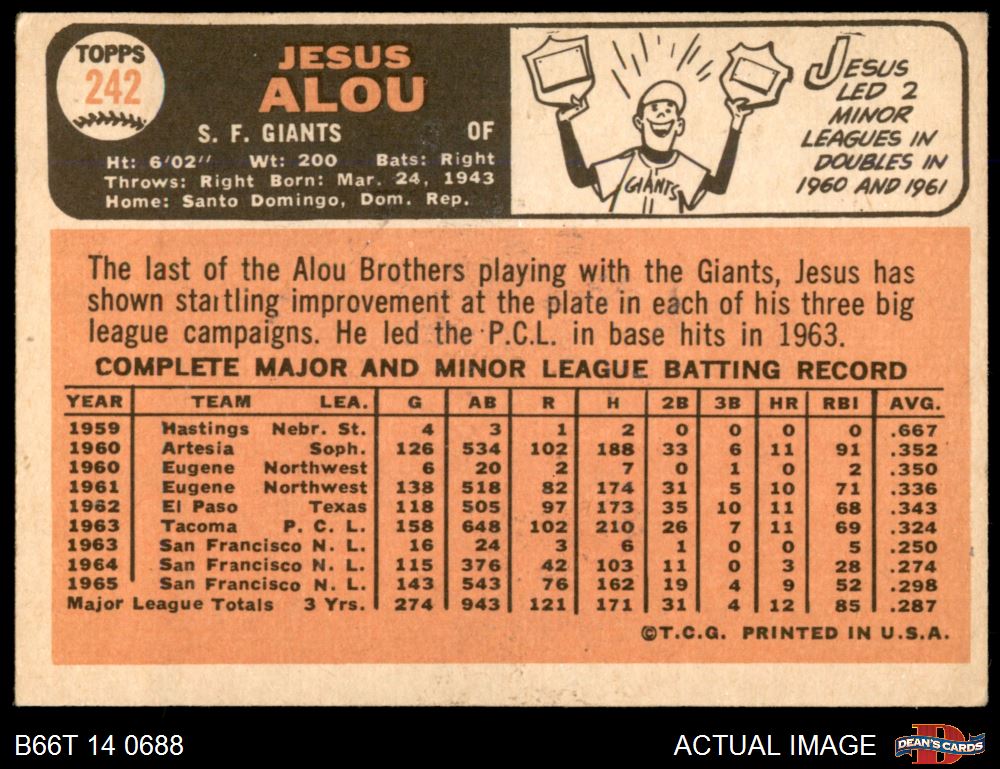 TOPPS
242
JESUS
ALOU
S. F. GIANTS OF
Ht: 6'02" Wt: 200 Bats: Right
Throws: Right Born: Mar. 24, 1943
Home: Santo Domingo, Dom. Rep.
GIANTS
JESUS
LED 2
MINOR
LEAGUES IN
DOUBLES IN
1960 AND 1961
The last of the Alou Brothers playing with the Giants, Jesus has
shown startling improvement at the plate in each of his three big
league campaigns. He led the P.C.L. in base hits in 1963.
COMPLETE MAJOR AND MINOR LEAGUE BATTING RECORD
YEAR TEAM LEA. G AB R H 2B 3B HR RBI AVG.
1959 Hastings Nebr. St. 4 3 1 2 0 0 0 0 .667
1960 Artesia Soph. 126 534 102 188 33 6 11 91 .352
1960 Eugene Northwest 6 20 2 7 0 1 0 2 .350
1961 Eugene Northwest 138 518 82 174 31 5 10 71 .336
1962 El Paso Texas 118 505 97 173 35 10 11 68 .343
1963 Tacoma P. C. L. 158 648 102 210 26 7 11 69 .324
1963 San Francisco N. L. 16 24 3 6 1 0 0 5 .250
1964 San Francisco N. L. 115 376 42 103 11 0 3 28 .274
1965 San Francisco N. L. 143 543 76 162 19 4 9 52 .298
Major League Totals 3 Yrs. 274 943 121 171 31 4 12 85 .287
©T.C.G. PRINTED IN U.S.A.
B66T 14 0688
ACTUAL IMAGE
D
DEAN'S CARDS